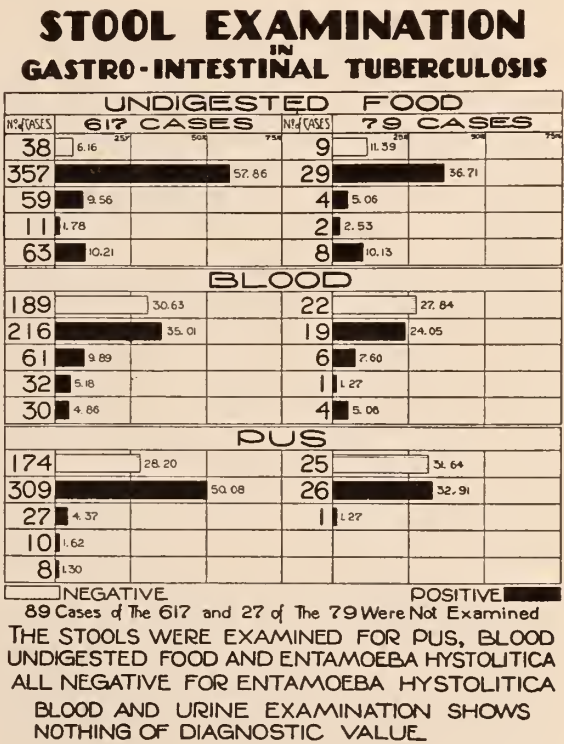 STOOL EXAMINATION
IN
GASTRO-INTESTINAL TUBERCULOSIS
UNDIGESTED FOOD
Nº of CASES 617 CASES Nº of CASES 79 CASES
25% 50% 75% 25% 50% 75%
38 6.16 9 11.39
357 57.86 29 36.71
59 9.56 4 5.06
11 1.78 2 2.53
63 10.21 8 10.13
BLOOD
189 30.63 22 27.84
216 35.01 19 24.05
61 9.89 6 7.60
32 5.18 1 1.27
30 4.86 4 5.06
PUS
174 28.20 25 31.64
309 50.08 26 32.91
27 4.37 1 1.27
10 1.62
8 1.30
NEGATIVE POSITIVE
89 Cases of The 617 and 27 of The 79 Were Not Examined
THE STOOLS WERE EXAMINED FOR PUS, BLOOD
UNDIGESTED FOOD AND ENTAMOEBA HYSTOLITICA
ALL NEGATIVE FOR ENTAMOEBA HYSTOLITICA
BLOOD AND URINE EXAMINATION SHOWS
NOTHING OF DIAGNOSTIC VALUE